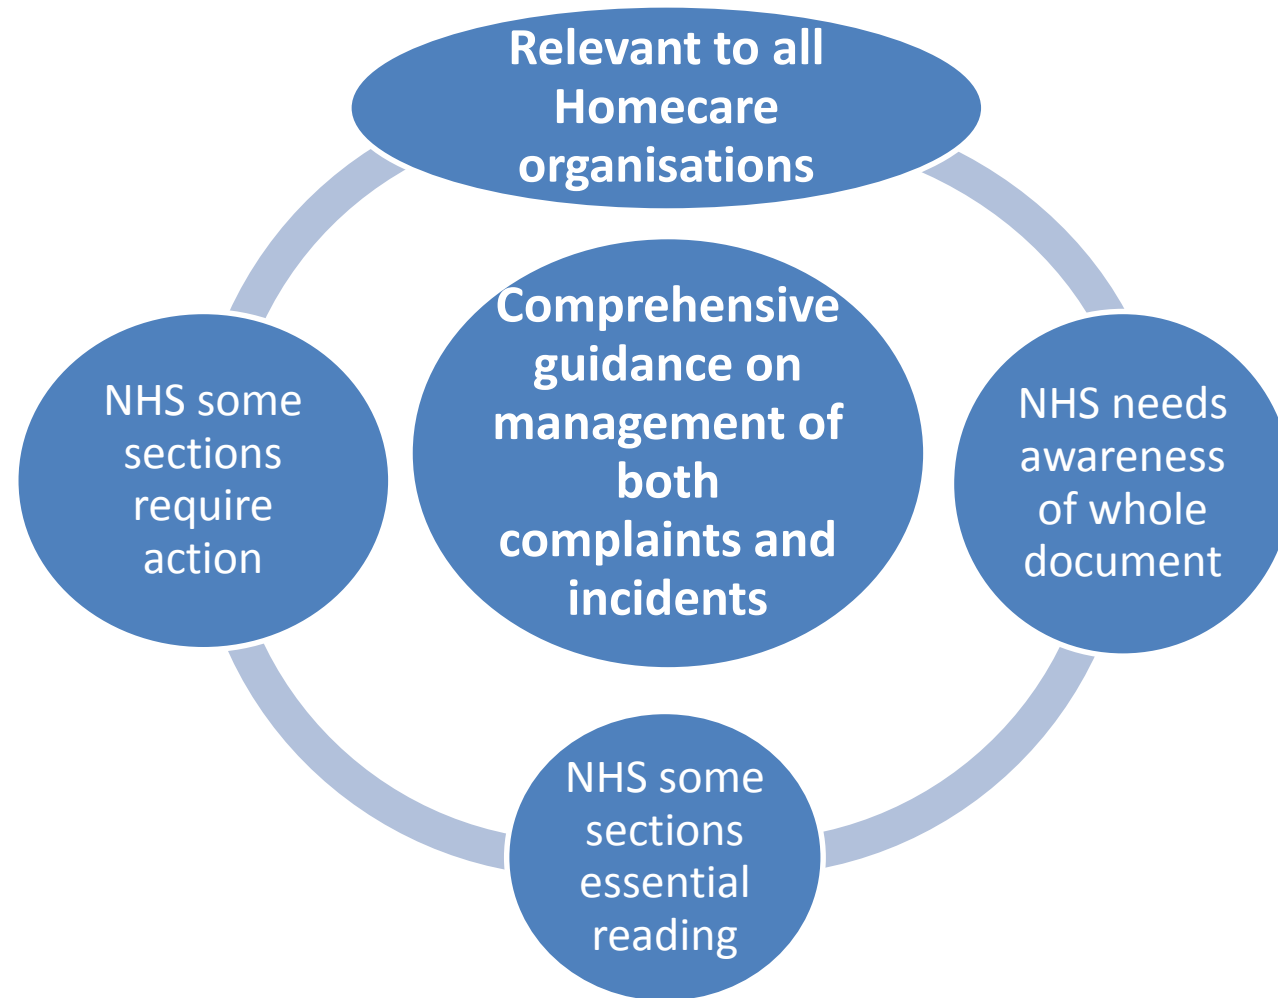 Relevant to all
Homecare
organisations
Comprehensive
guidance on
management of
both
complaints and
incidents
NHS some
sections
require
action
NHS needs
awareness
of whole
document
NHS some
sections
essential
reading